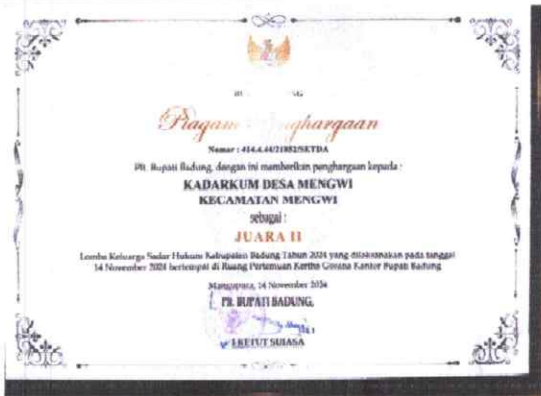 Piagam Penghargaan
Nomor : 414.4.44/21882/SETDA
Plt. Bupati Badung, dengan ini memberikan penghargaan kepada :
KADARKUM DESA MENGWI
KECAMATAN MENGWI
sebagai :
JUARA II
Lomba Keluarga Sadar Hukum Kabupaten Badung Tahun 2024 yang dilaksanakan pada tanggal
14 November 2024 bertempat di Ruang Pertemuan Kertha Gosana Kantor Bupati Badung
Mangupura, 14 November 2024
Plt. BUPATI BADUNG,
I KETUT SUIASA